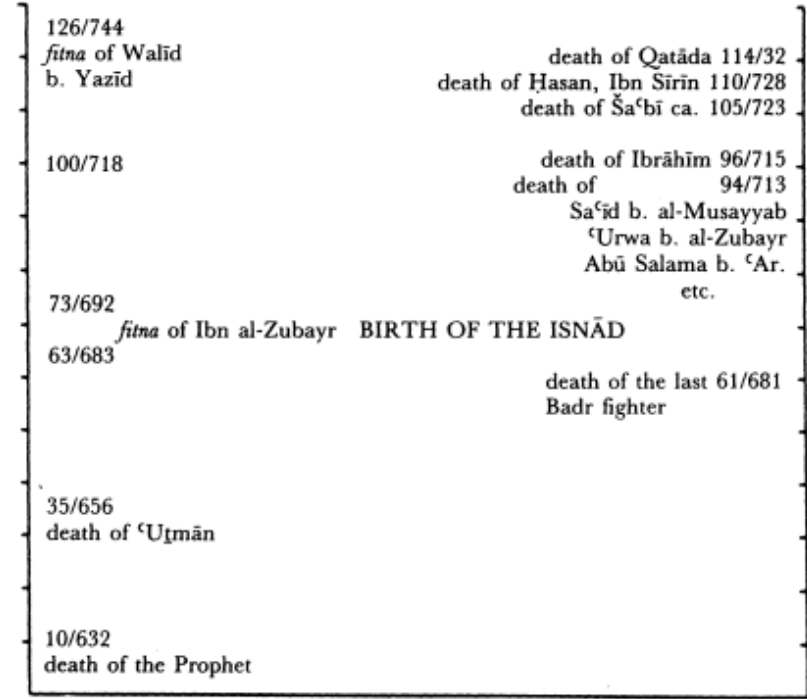 126/744
fitna of Walīd
b. Yazīd
death of Qatāda 114/32
death of Ḥasan, Ibn Sīrīn 110/728
death of Šaʿbī ca. 105/723
100/718
death of Ibrāhīm 96/715
death of 94/713
Saʿīd b. al-Musayyab
ʿUrwa b. al-Zubayr
Abū Salama b. ʿAr.
etc.
73/692
fitna of Ibn al-Zubayr BIRTH OF THE ISNĀD
63/683
death of the last 61/681
Badr fighter
35/656
death of ʿUṯmān
10/632
death of the Prophet